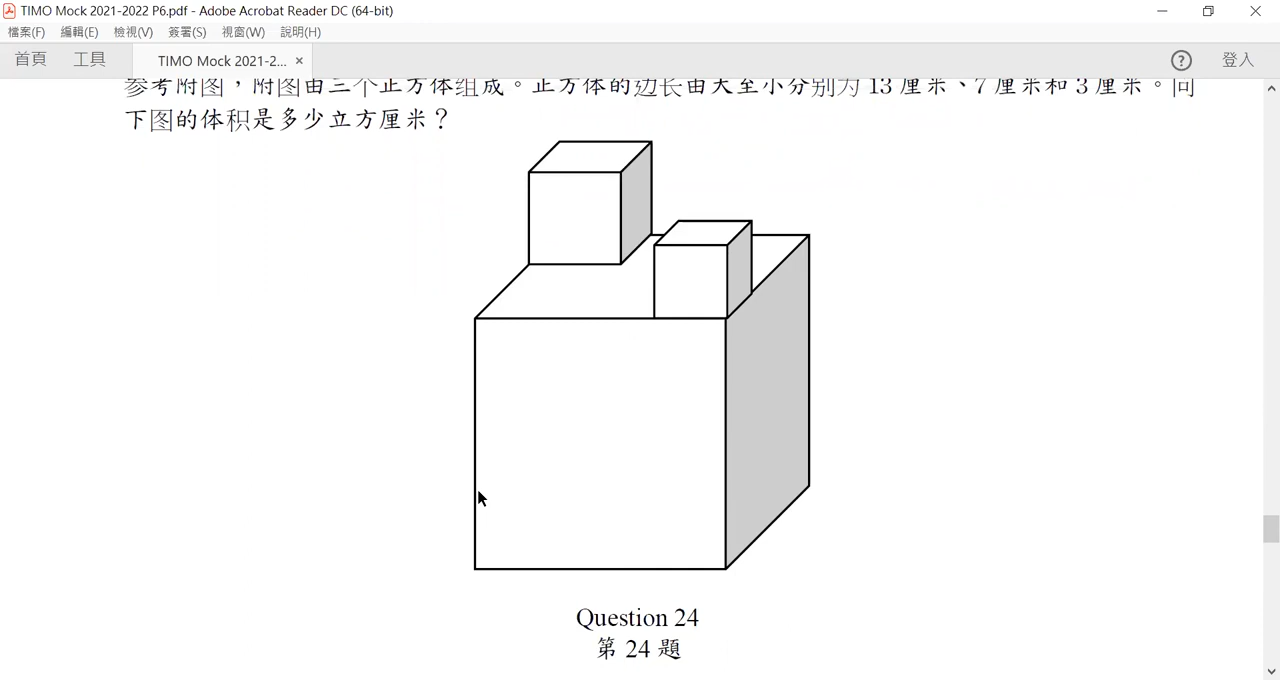 TIMO Mock 2021-2022 P6.pdf - Adobe Acrobat Reader DC (64-bit)
檔案(F) 編輯(E) 檢視(V) 簽署(S) 視窗(W) 說明(H)
首頁 工具 TIMO Mock 2021-2... × ? 登入
参考附图，附图由三个正方体组成。正方体的边长由大至小分别为 13 厘米、7 厘米和 3 厘米。问
下图的体积是多少立方厘米？
Question 24
第 24 題